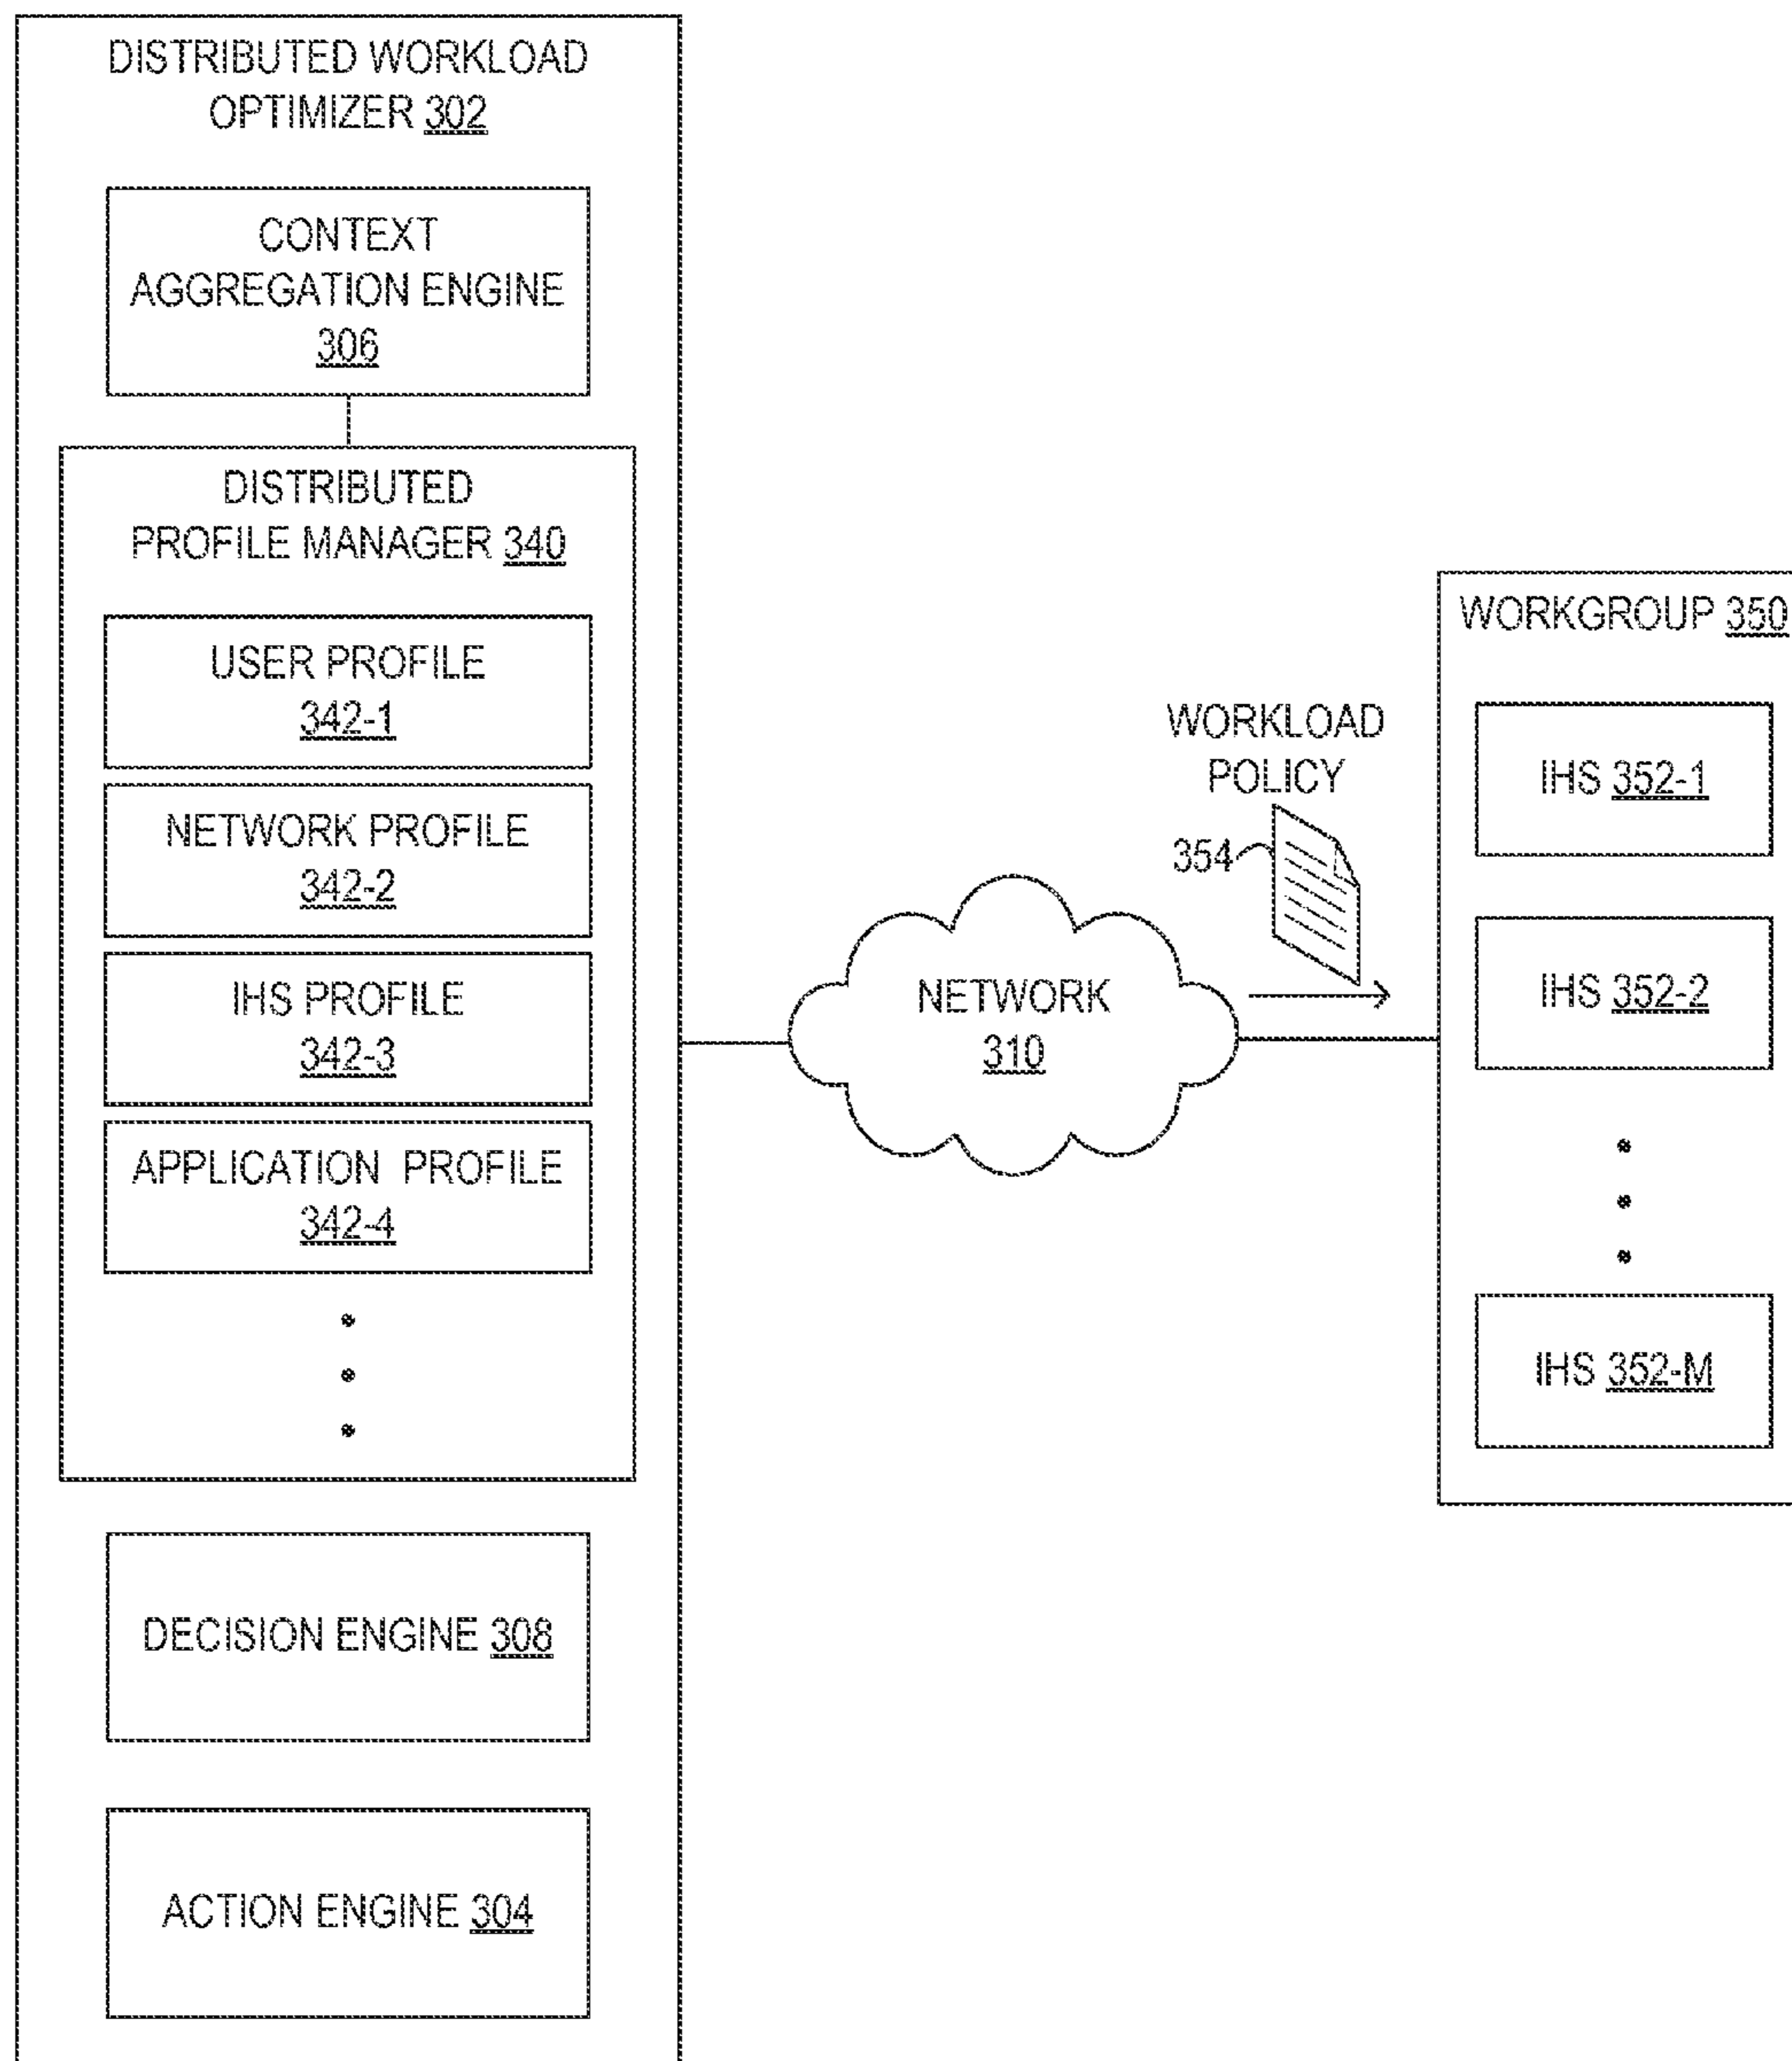 DISTRIBUTED WORKLOAD
OPTIMIZER 302
CONTEXT
AGGREGATION ENGINE
306
DISTRIBUTED
PROFILE MANAGER 340
USER PROFILE
342-1
NETWORK PROFILE
342-2
IHS PROFILE
342-3
APPLICATION PROFILE
342-4
DECISION ENGINE 308
ACTION ENGINE 304
NETWORK
310
WORKLOAD
POLICY
354
WORKGROUP 350
IHS 352-1
IHS 352-2
IHS 352-M